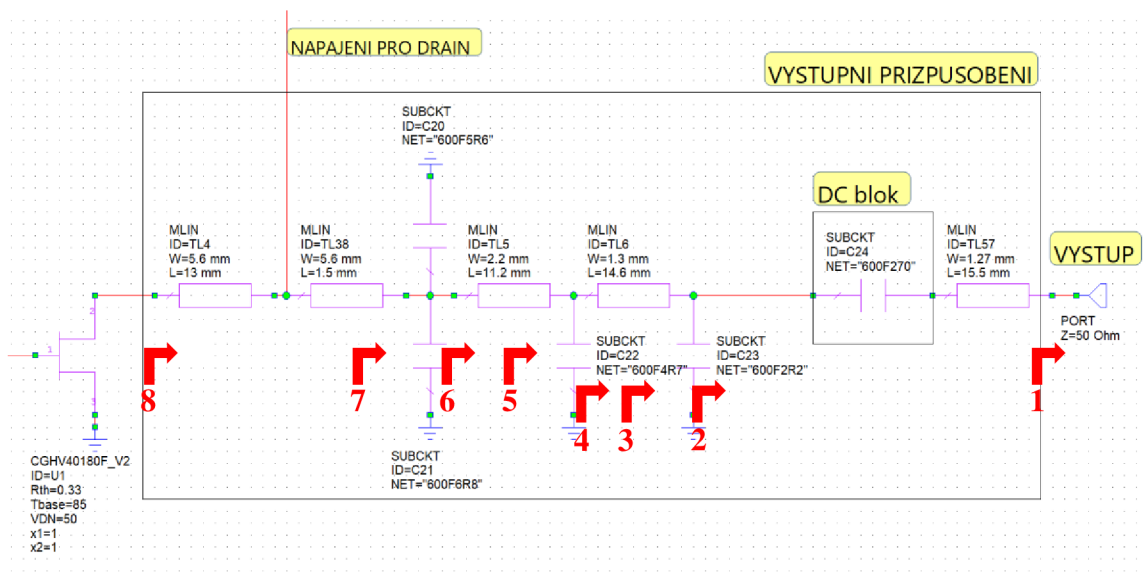 NAPAJENI PRO DRAIN
VYSTUPNI PRIZPUSOBENI
SUBCKT
ID=C20
NET="600F5R6"
DC blok
MLIN
ID=TL4
W=5.6 mm
L=13 mm
MLIN
ID=TL38
W=5.6 mm
L=1.5 mm
MLIN
ID=TL5
W=2.2 mm
L=11.2 mm
MLIN
ID=TL6
W=1.3 mm
L=14.6 mm
SUBCKT
ID=C24
NET="600F270"
MLIN
ID=TL57
W=1.27 mm
L=15.5 mm
VYSTUP
PORT
Z=50 Ohm
2
1
3
SUBCKT
ID=C22
NET="600F4R7"
SUBCKT
ID=C23
NET="600F2R2"
8
7
6
5
4
3
2
1
SUBCKT
ID=C21
NET="600F6R8"
CGHV40180F_V2
ID=U1
Rth=0.33
Tbase=85
VDN=50
x1=1
x2=1